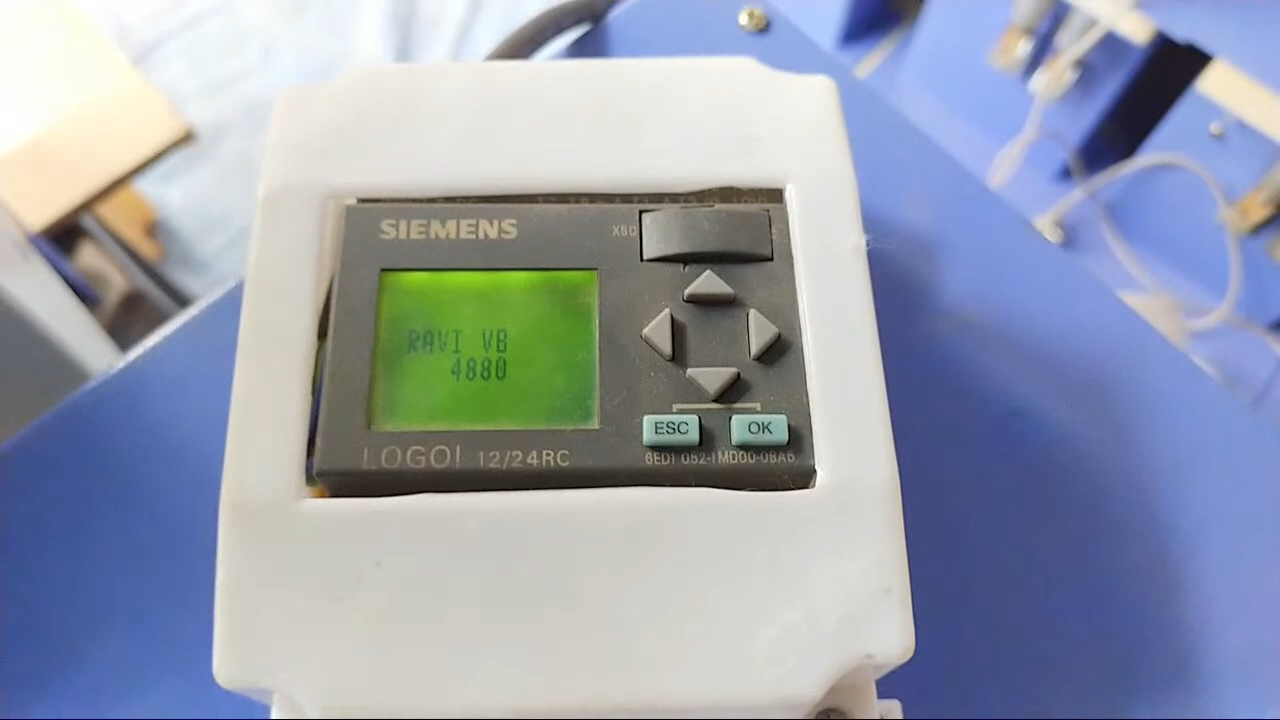 SIEMENS
X50
RAVI VB
4880
ESC OK
LOGO! 12/24RC
6ED1 052-1MD00-0BA6